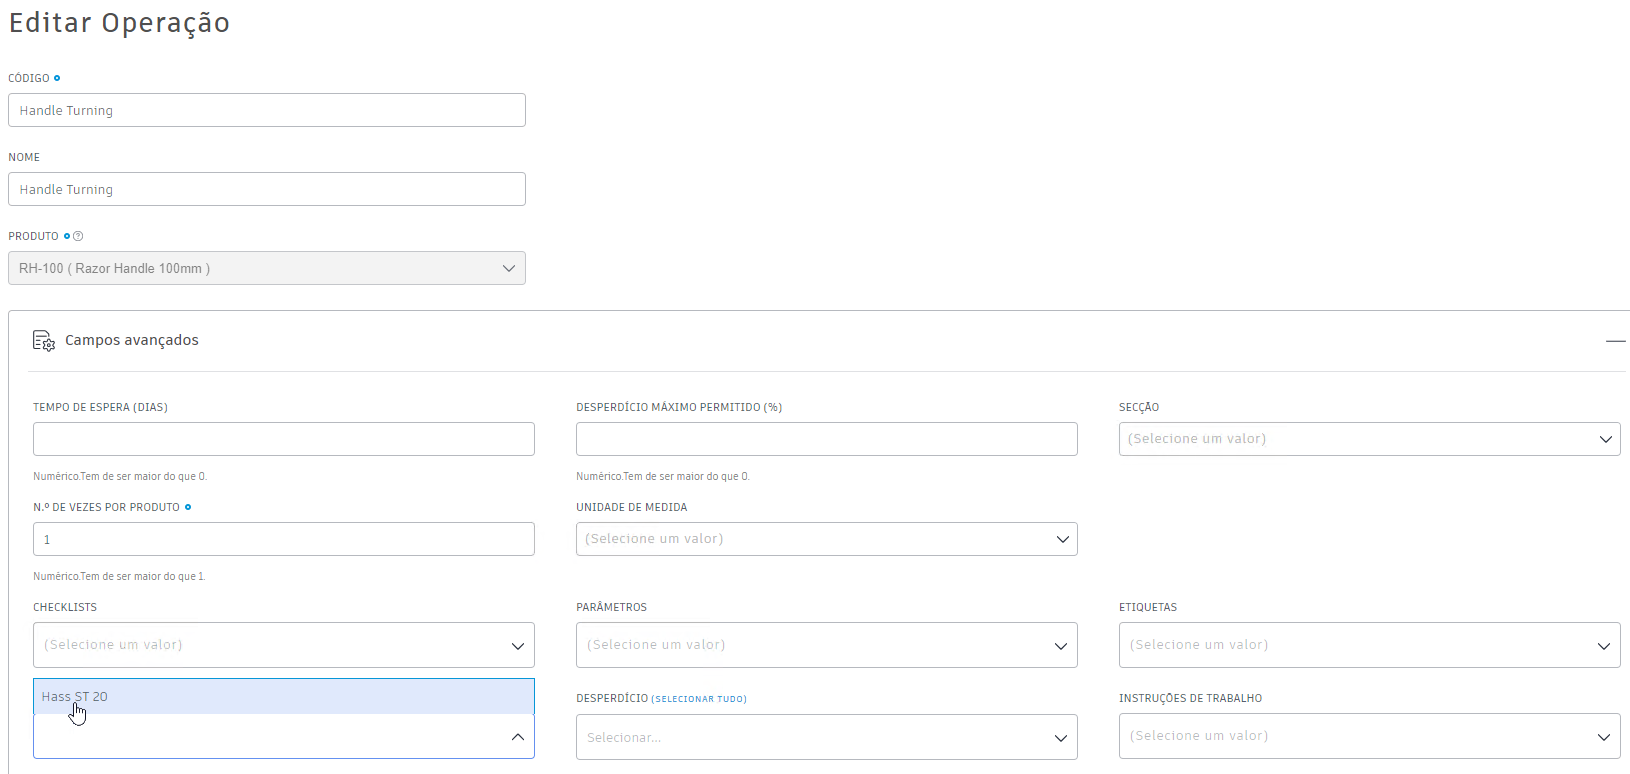 Editar Operação
CÓDIGO
Handle Turning
NOME
Handle Turning
PRODUTO
RH-100 ( Razor Handle 100mm )
Campos avançados
TEMPO DE ESPERA (DIAS)
Numérico.Tem de ser maior do que 0.
DESPERDÍCIO MÁXIMO PERMITIDO (%)
Numérico.Tem de ser maior do que 0.
SECÇÃO
(Selecione um valor)
N.º DE VEZES POR PRODUTO
1
Numérico.Tem de ser maior do que 1.
UNIDADE DE MEDIDA
(Selecione um valor)
CHECKLISTS
(Selecione um valor)
PARÂMETROS
(Selecione um valor)
ETIQUETAS
(Selecione um valor)
Hass ST 20
DESPERDÍCIO (SELECIONAR TUDO)
Selecionar...
INSTRUÇÕES DE TRABALHO
(Selecione um valor)